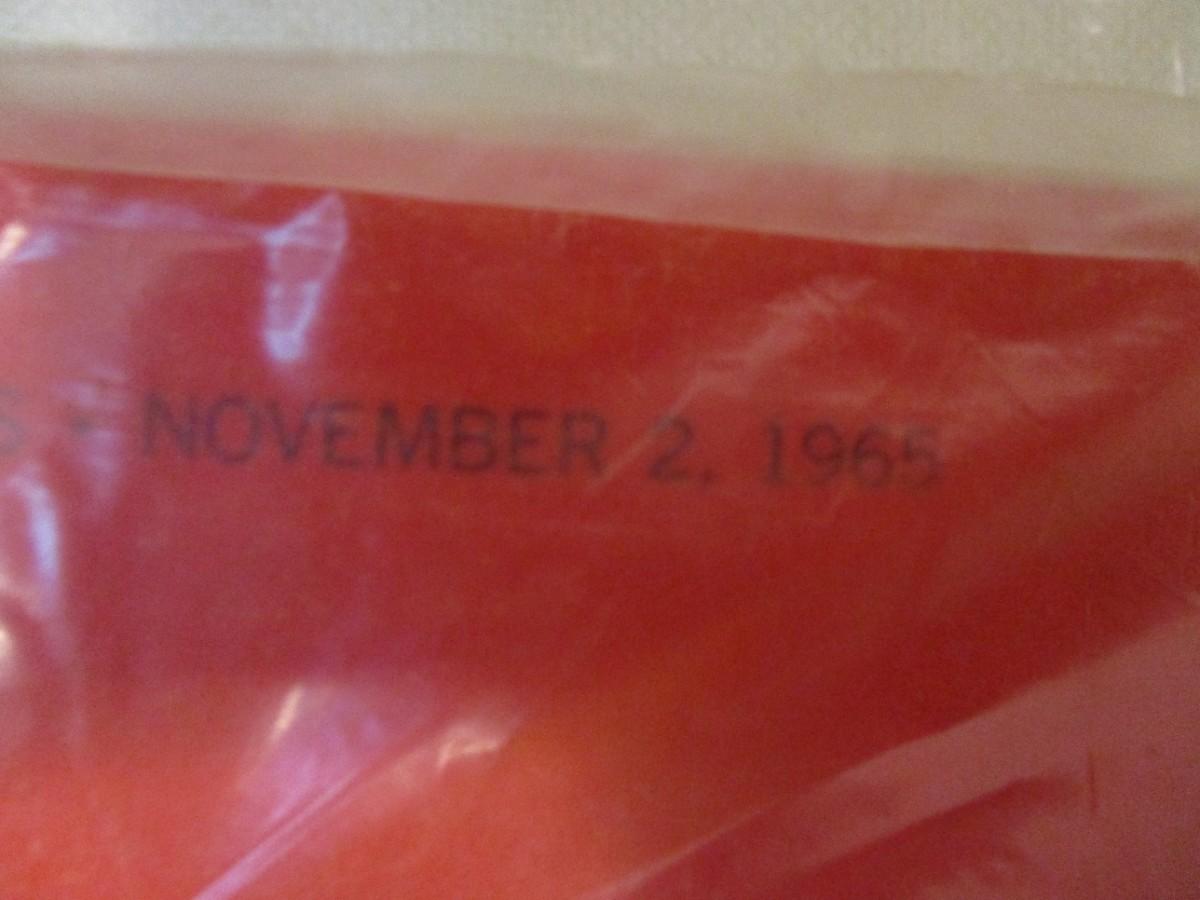 S - NOVEMBER 2, 1965